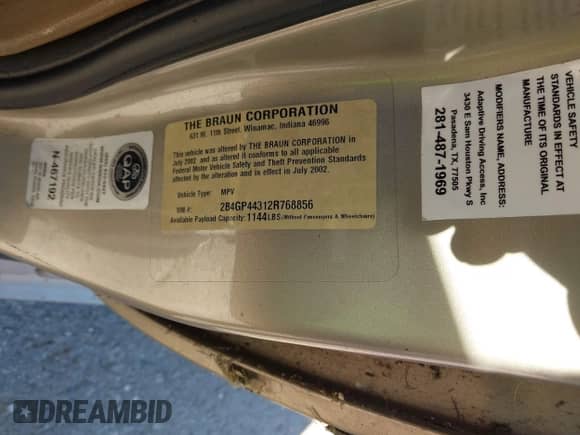 THE BRAUN CORPORATION
631 W. 11th Street, Winamac, Indiana 46996
This vehicle was altered by THE BRAUN CORPORATION in
July 2002 and as altered it conforms to all applicable
Federal Motor Vehicle Safety and Theft Prevention Standards
affected by the alteration and in effect in July 2002.
Vehicle Type: MPV
VIN #: 2B4GP44312R768856
Available Payload Capacity: 1144 LBS (Without Passengers & Wheelchairs)
VEHICLE SAFETY
STANDARDS IN EFFECT AT
THE TIME OF ITS ORIGINAL
MANUFACTURE
MODIFIERS NAME, ADDRESS:
Adaptive Driving Access, Inc
3430 E Sam Houston Pkwy S
Pasadena, TX, 77505
281-487-1969
QAP
N-467192
DREAMBID